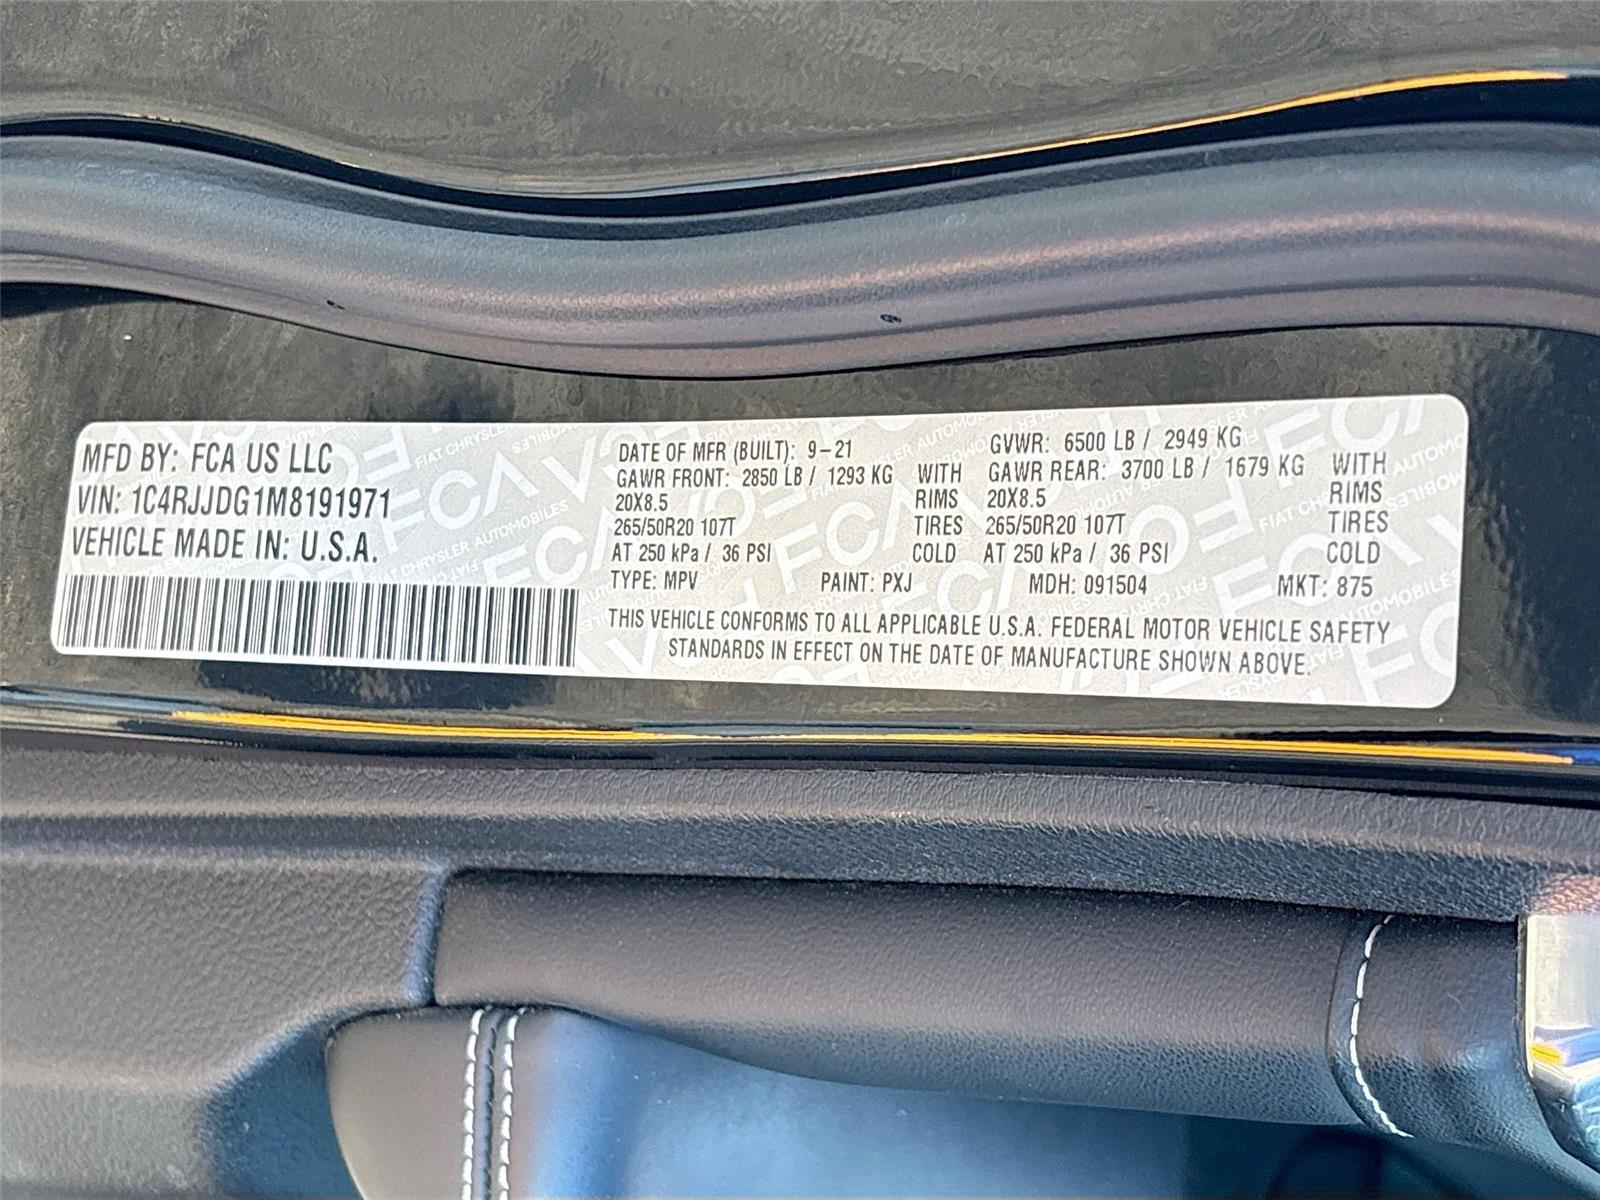 MFD BY: FCA US LLC
VIN: 1C4RJJDG1M8191971
VEHICLE MADE IN: U.S.A.
DATE OF MFR (BUILT): 9-21 GVWR: 6500 LB / 2949 KG
GAWR FRONT: 2850 LB / 1293 KG WITH GAWR REAR: 3700 LB / 1679 KG WITH
20X8.5 RIMS 20X8.5 RIMS
265/50R20 107T TIRES 265/50R20 107T TIRES
AT 250 kPa / 36 PSI COLD AT 250 kPa / 36 PSI COLD
TYPE: MPV PAINT: PXJ MDH: 091504 MKT: 875
THIS VEHICLE CONFORMS TO ALL APPLICABLE U.S.A. FEDERAL MOTOR VEHICLE SAFETY
STANDARDS IN EFFECT ON THE DATE OF MANUFACTURE SHOWN ABOVE.